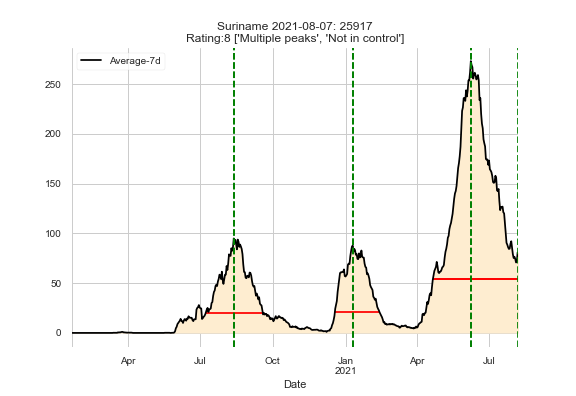 Suriname 2021-08-07: 25917
Rating:8 ['Multiple peaks', 'Not in control']
Average-7d
250
200
150
100
50
0
Apr Jul Oct Jan Apr Jul
2021
Date